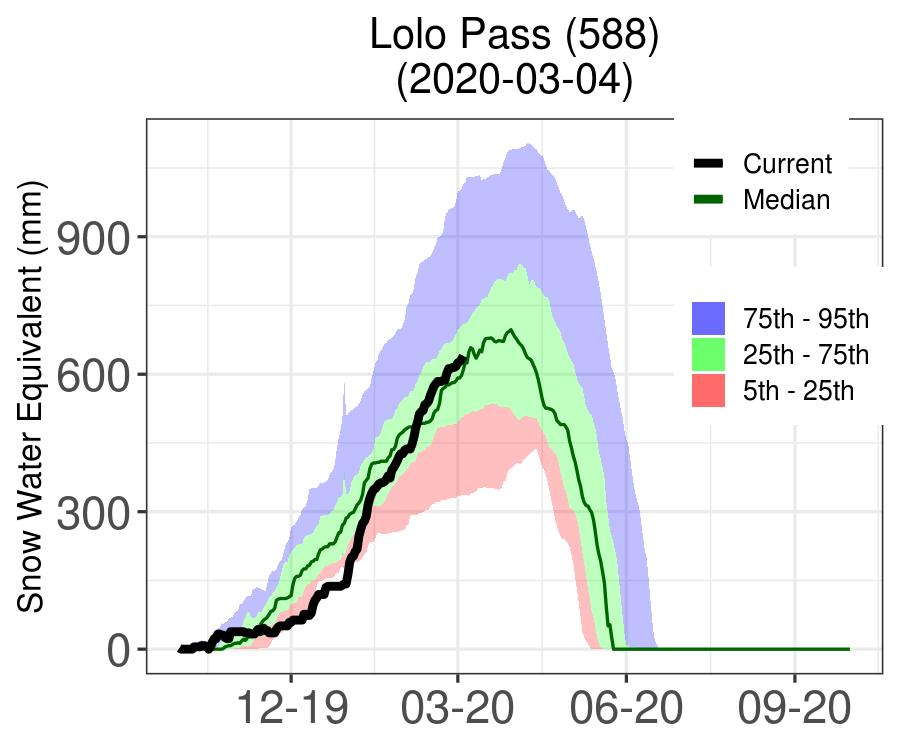 Lolo Pass (588)
(2020-03-04)
Snow Water Equivalent (mm)
900
600
300
0
12-19
03-20
06-20
09-20
Current
Median
75th - 95th
25th - 75th
5th - 25th